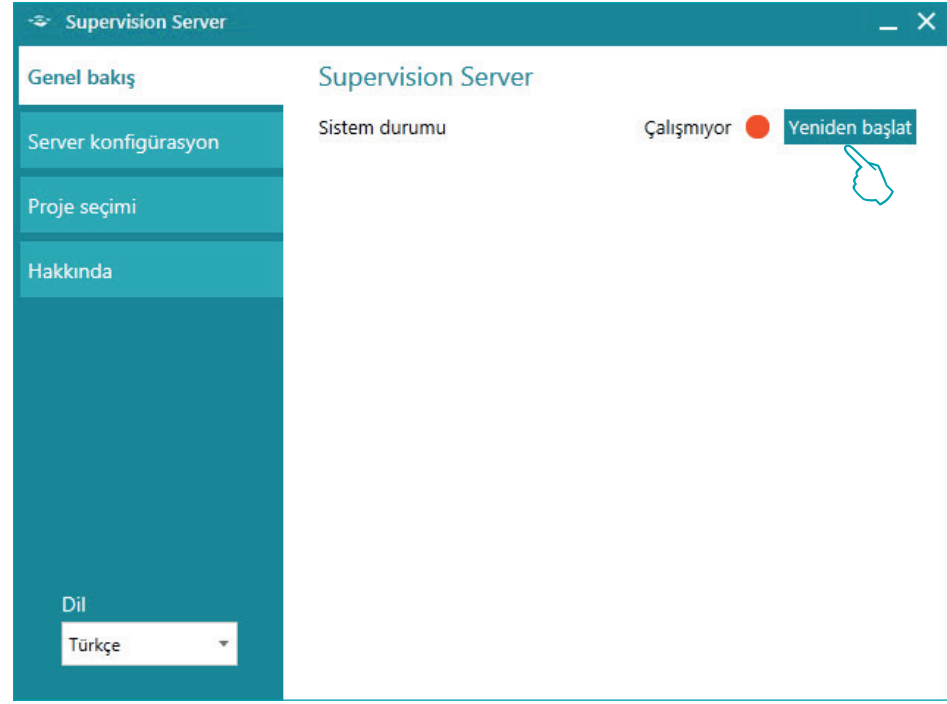 Supervision Server
Genel bakış
Server konfigürasyon
Proje seçimi
Hakkında
Dil
Türkçe
Supervision Server
Sistem durumu Çalışmıyor Yeniden başlat